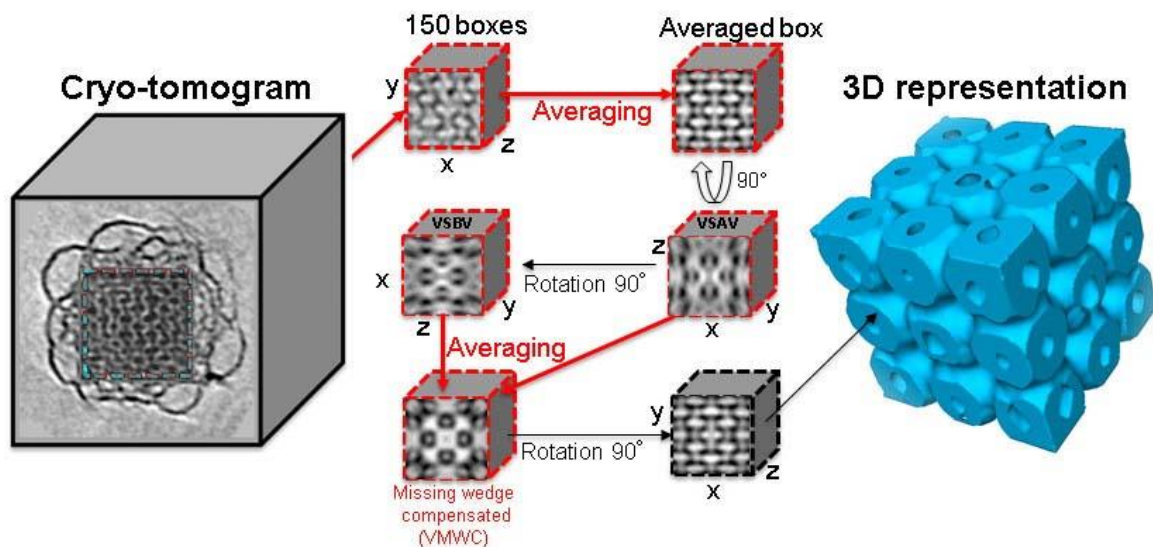 Cryo-tomogram
150 boxes
y
x
z
Averaging
Averaged box
90°
VSAV
z
x
y
Rotation 90°
VSBV
x
z
y
Averaging
Missing wedge
compensated
(VMWC)
Rotation 90°
y
x
z
3D representation